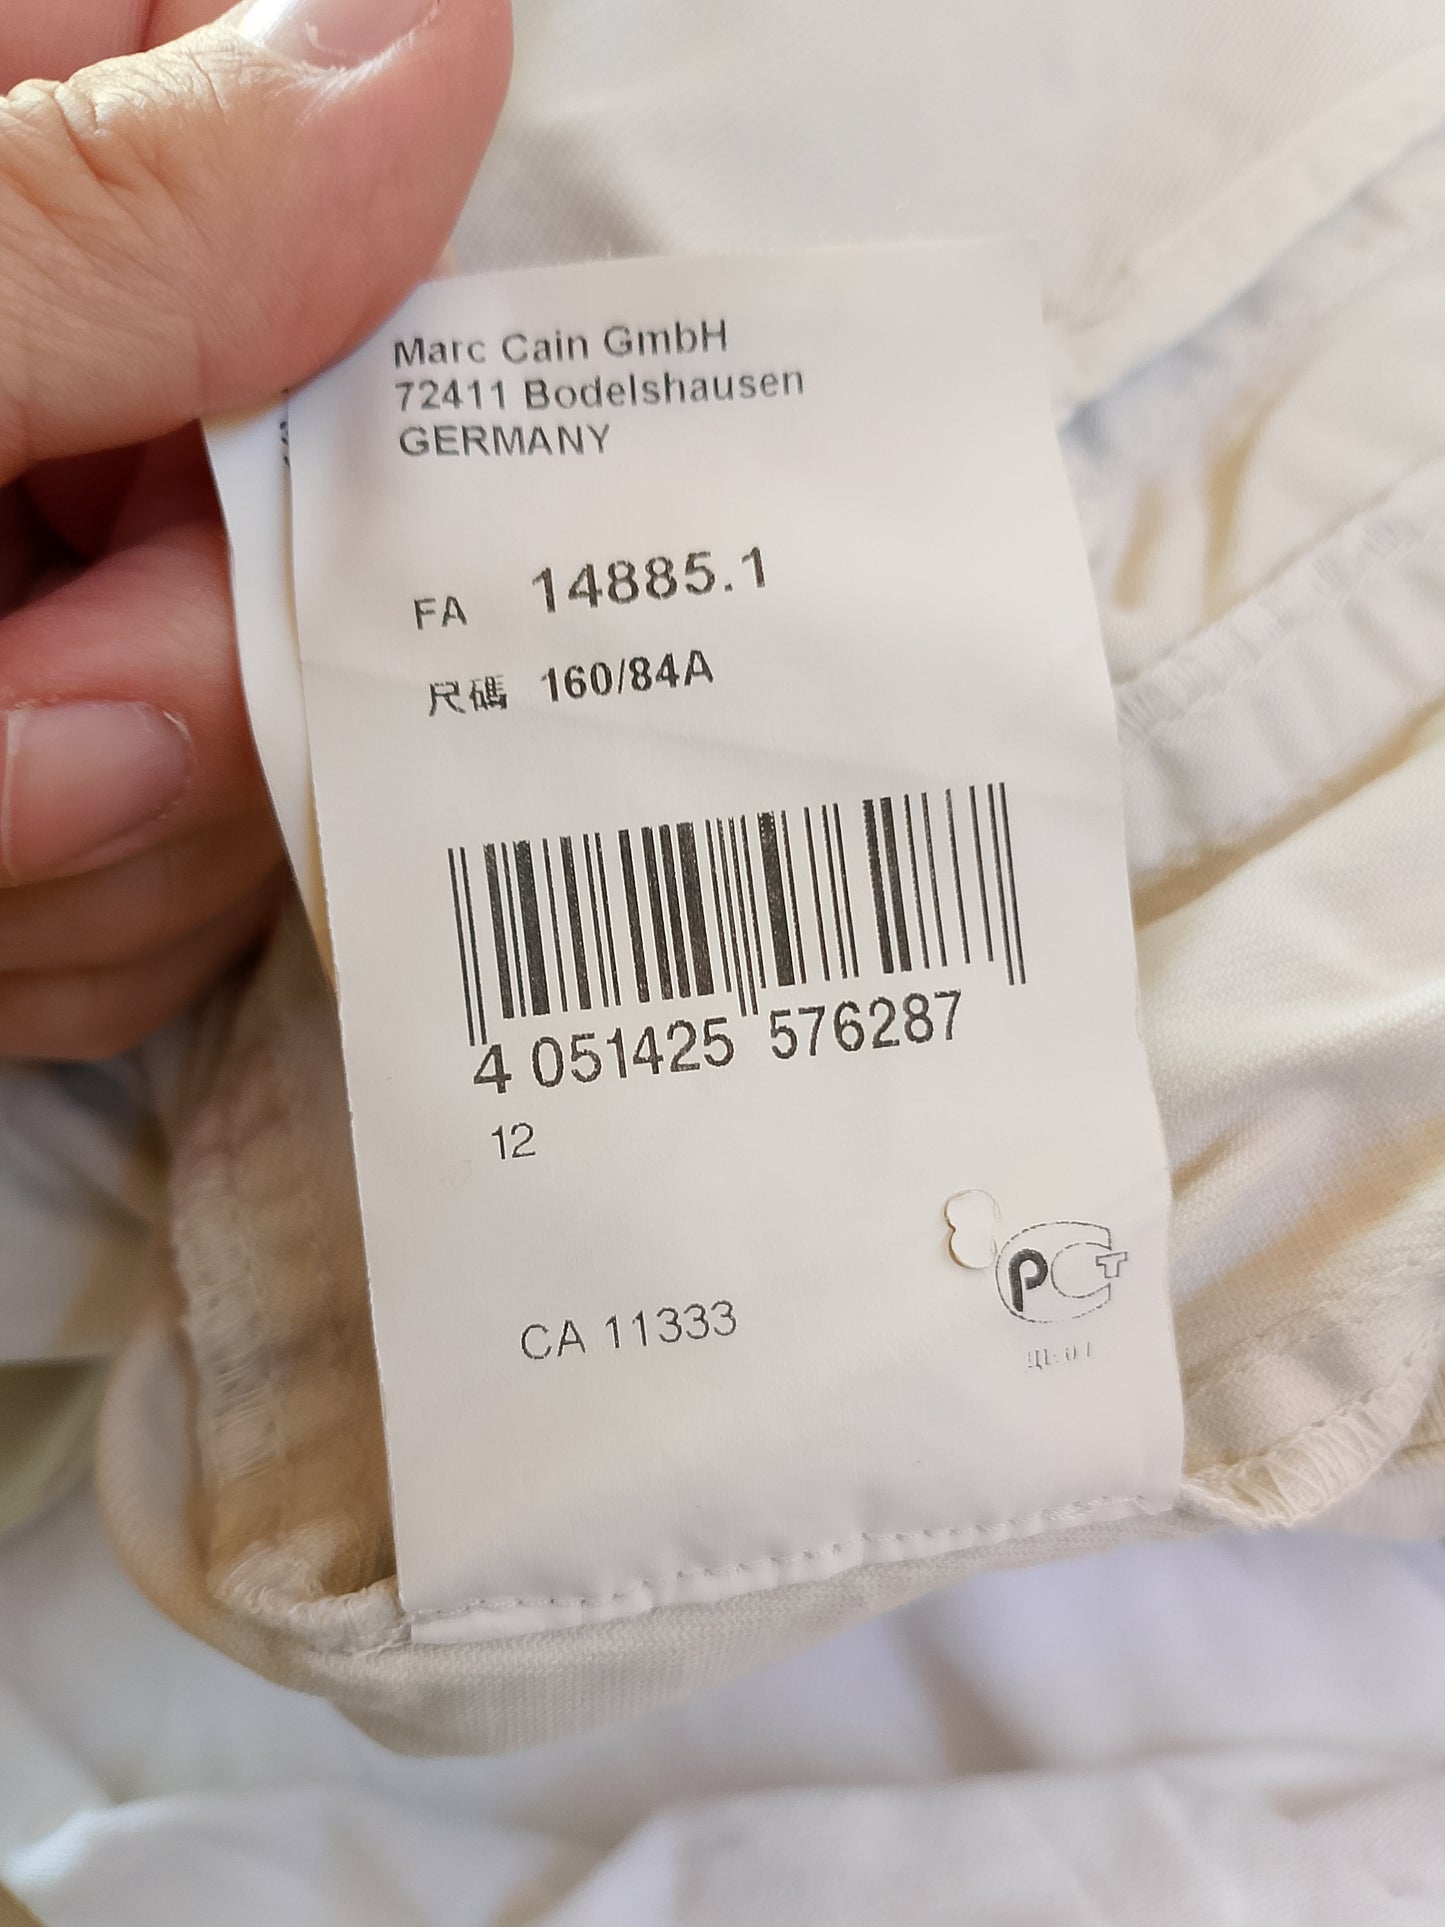 Marc Cain GmbH
72411 Bodelshausen
GERMANY
FA 14885.1
尺碼 160/84A
4 051425 576287
12
PCT
CA 11333